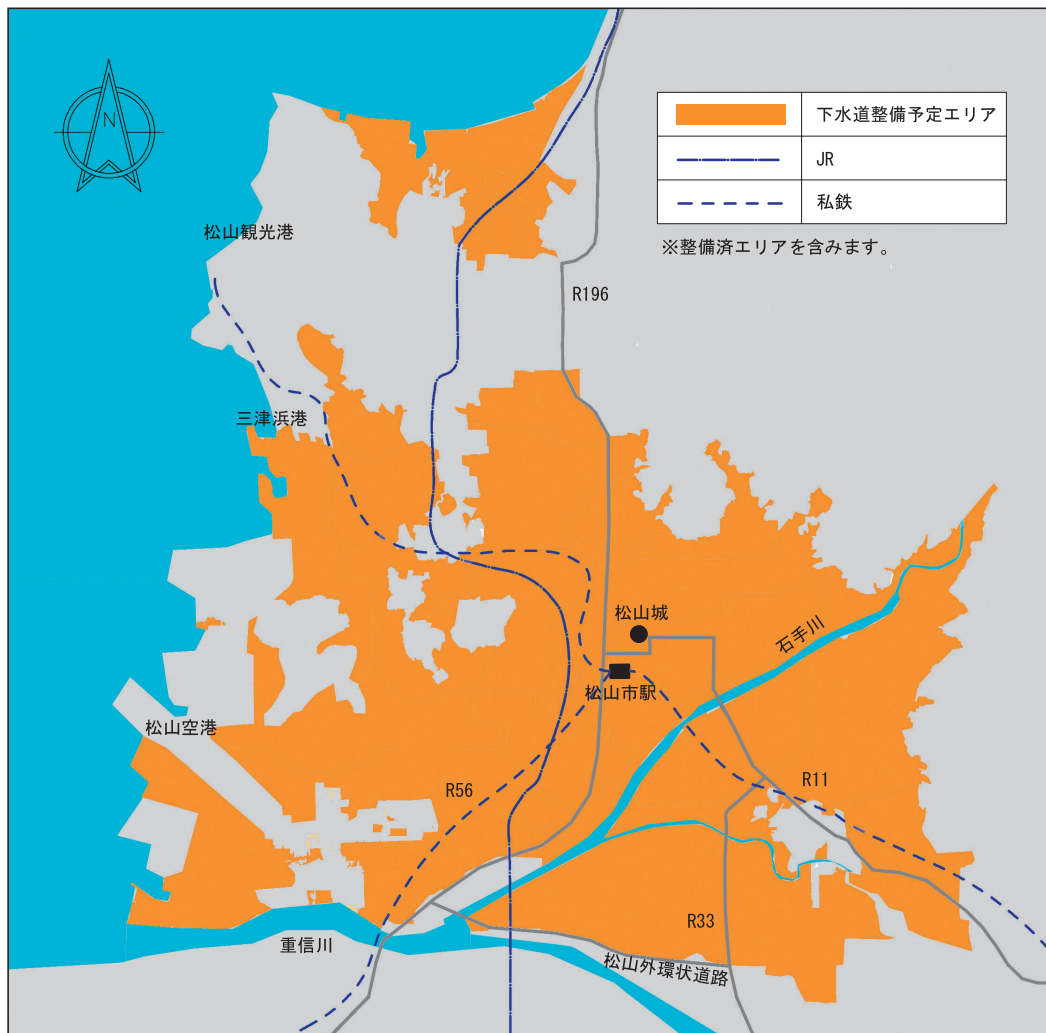 N
下水道整備予定エリア
JR
私鉄
※整備済エリアを含みます。
松山観光港
R196
三津浜港
松山城
石手川
松山市駅
松山空港
R56
R11
R33
重信川
松山外環状道路